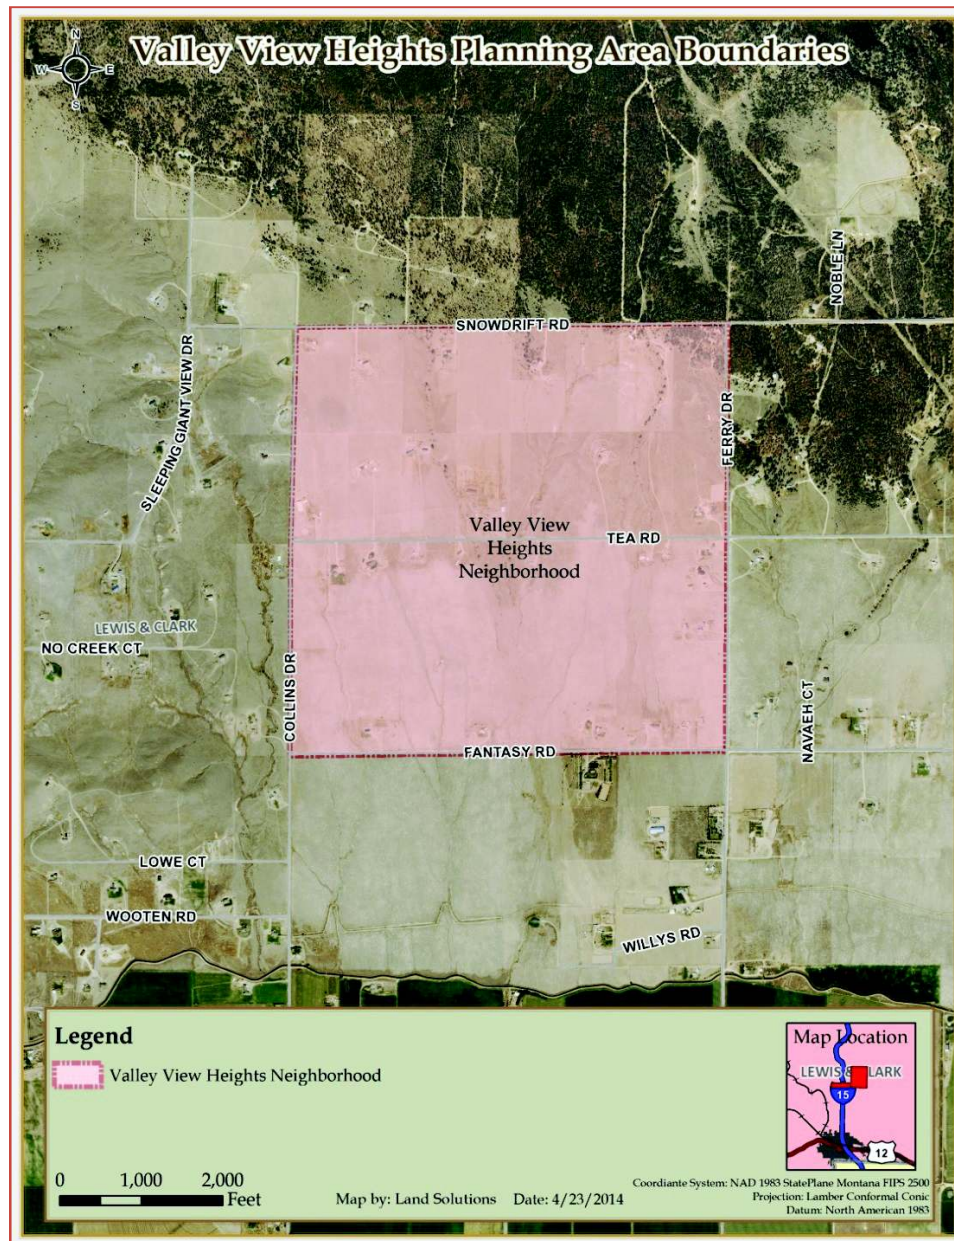 Valley View Heights Planning Area Boundaries
N
W E
S
NOBLE LN
SNOWDRIFT RD
SLEEPING GIANT VIEW DR
FERRY DR
Valley View
Heights
Neighborhood
TEA RD
LEWIS & CLARK
NO CREEK CT
COLLINS DR
NAVAEH CT
FANTASY RD
LOWE CT
WOOTEN RD
WILLYS RD
Legend
Valley View Heights Neighborhood
Map Location
LEWIS & CLARK
15
12
0 1,000 2,000
Feet
Map by: Land Solutions Date: 4/23/2014
Coordiante System: NAD 1983 StatePlane Montana FIPS 2500
Projection: Lamber Conformal Conic
Datum: North American 1983